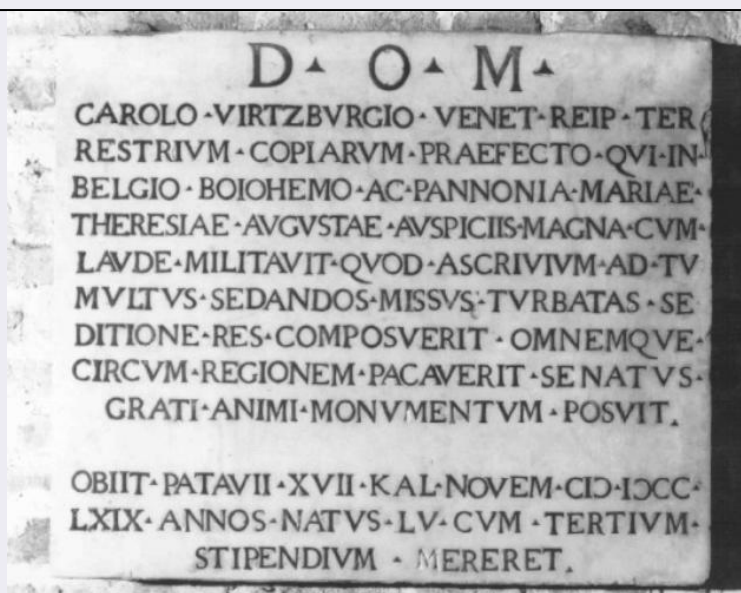 D · O · M ·
CAROLO · VIRTZBVRGIO · VENET · REIP · TER
RESTRIVM · COPIARVM · PRAEFECTO · QVI · IN ·
BELGIO · BOIOHEMO · AC · PANNONIA · MARIAE ·
THERESIAE · AVGVSTAE · AVSPICIIS · MAGNA · CVM ·
LAVDE · MILITAVIT · QVOD · ASCRIVIVM · AD · TV
MVLTVS · SEDANDOS · MISSVS · TVRBATAS · SE
DITIONE · RES · COMPOSVERIT · OMNEMQVE ·
CIRCVM · REGIONEM · PACAVERIT · SENATVS ·
GRATI · ANIMI · MONVMENTVM · POSVIT .
OBIIT · PATAVII · XVII · KAL · NOVEM · CIↃ · IↃCC ·
LXIX · ANNOS · NATVS · LV · CVM · TERTIVM ·
STIPENDIVM · MERERET .